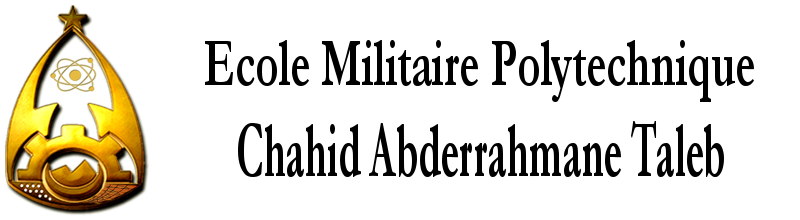 Ecole Militaire Polytechnique
Chahid Abderrahmane Taleb